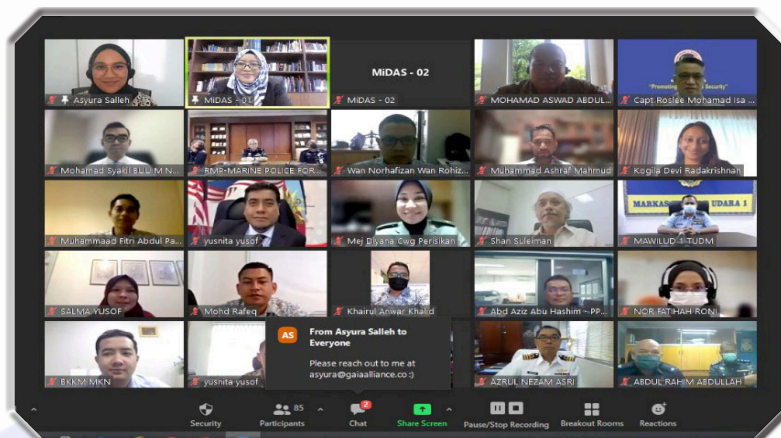 Asyura Salleh
MiDAS - 01
MiDAS - 02
MiDAS - 02
MOHAMAD ASWAD ABDUL...
"Promoting Security"
Capt Roslee Mohamad Isa ...
Mohamad Syakil BUU M N...
RMP-MARINE POLICE FOR...
Wan Norhafizan Wan Rohiz...
Muhammad Ashraf Mahmud
Kogila Devi Radakrishnan
Muhammaad Fitri Abdul Pa...
yusnita yusof
Mej Dlyana Cwg Perisikan
Shan Suleiman
MARKAS UDARA 1
MAWILUD 1 TUDM
SALMA YUSOF
Mohd Rafeq
Khairul Anwar Khalid
Abd Aziz Abu Hashim - PP...
NOR FATIHAH RONI
BKKM MKN
yusnita yusof
AS
From Asyura Salleh to
Everyone
Please reach out to me at
asyura@gaiaalliance.co :)
AZRUL NEZAM ASRI
ABDUL RAHIM ABDULLAH
85
2
Security
Participants
Chat
Share Screen
Pause/Stop Recording
Breakout Rooms
Reactions